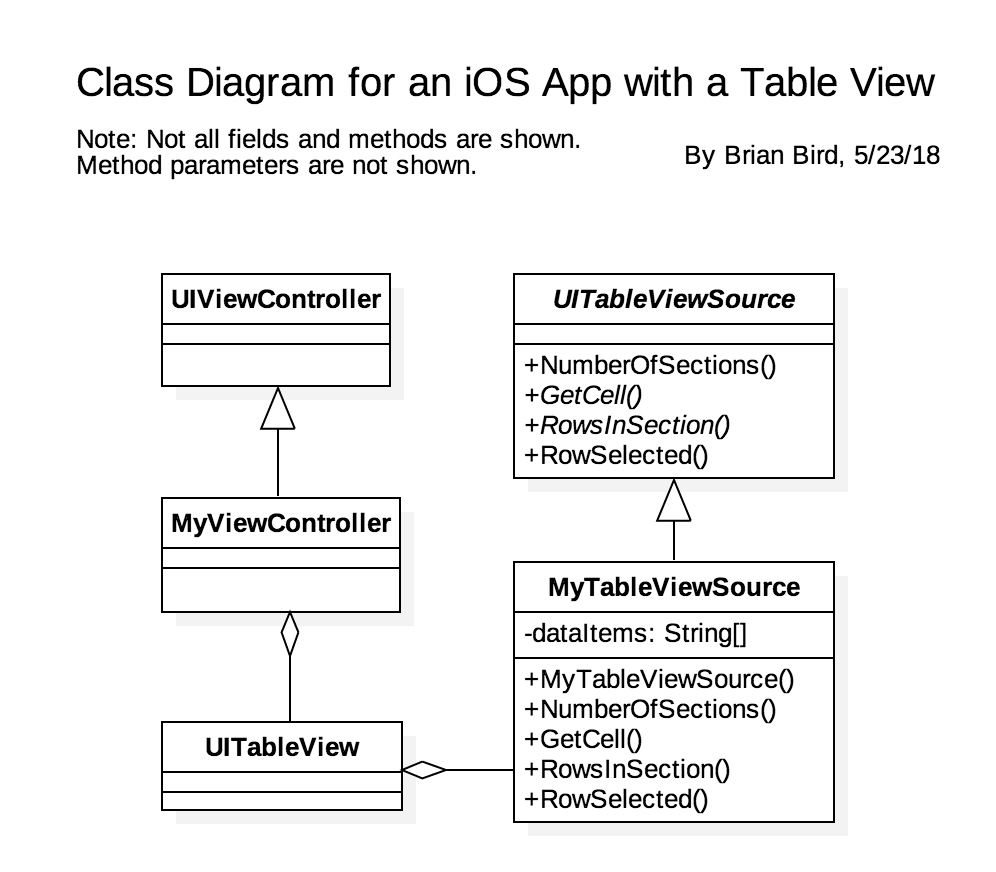 Class Diagram for an iOS App with a Table View
Note: Not all fields and methods are shown.
Method parameters are not shown.
By Brian Bird, 5/23/18
UIViewController
UITableViewSource
+NumberOfSections()
+GetCell()
+RowsInSection()
+RowSelected()
MyViewController
MyTableViewSource
-dataItems: String[]
+MyTableViewSource()
+NumberOfSections()
+GetCell()
+RowsInSection()
+RowSelected()
UITableView